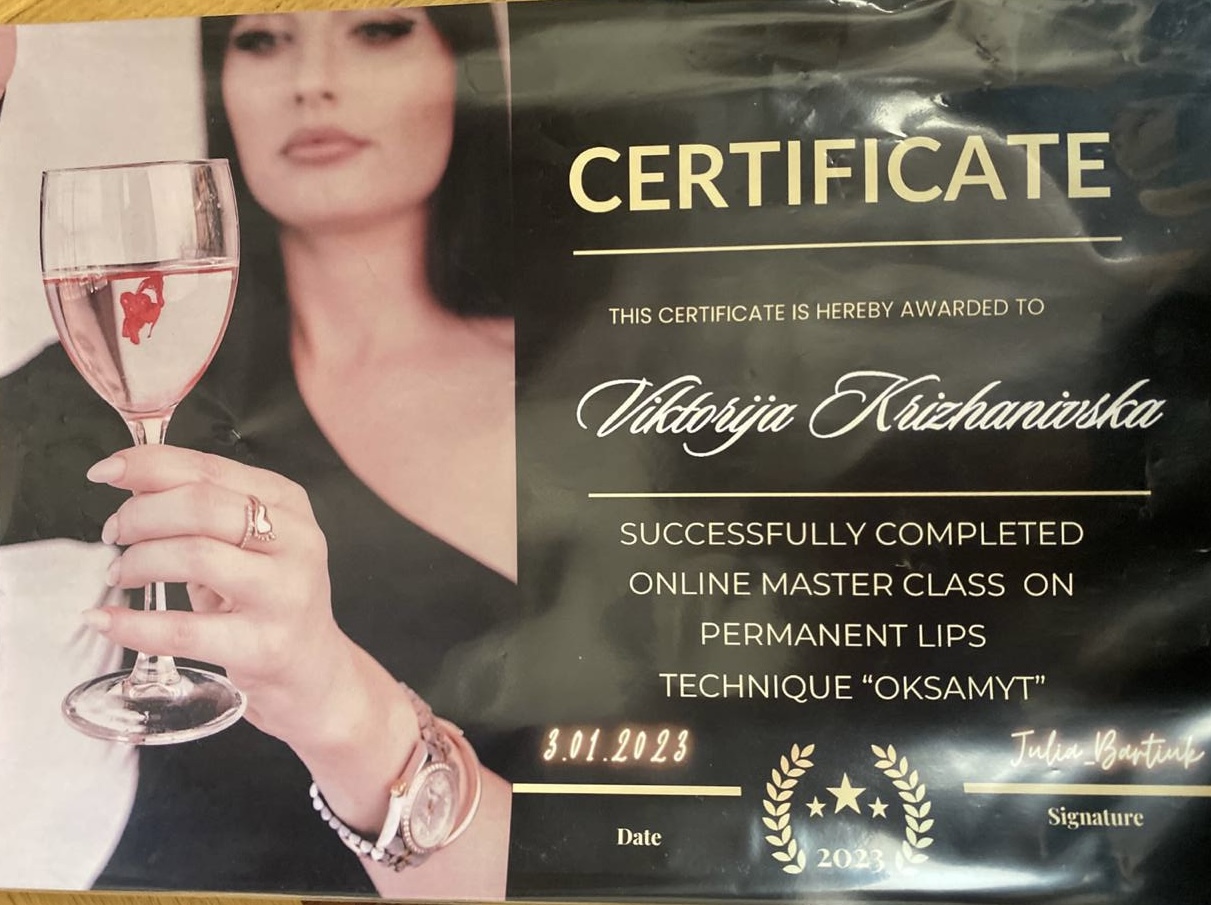 CERTIFICATE
THIS CERTIFICATE IS HEREBY AWARDED TO
Viktorija Krizhanivska
SUCCESSFULLY COMPLETED
ONLINE MASTER CLASS ON
PERMANENT LIPS
TECHNIQUE “OKSAMYT”
3.01.2023
Julia_Bartiuk
Date
Signature
2023